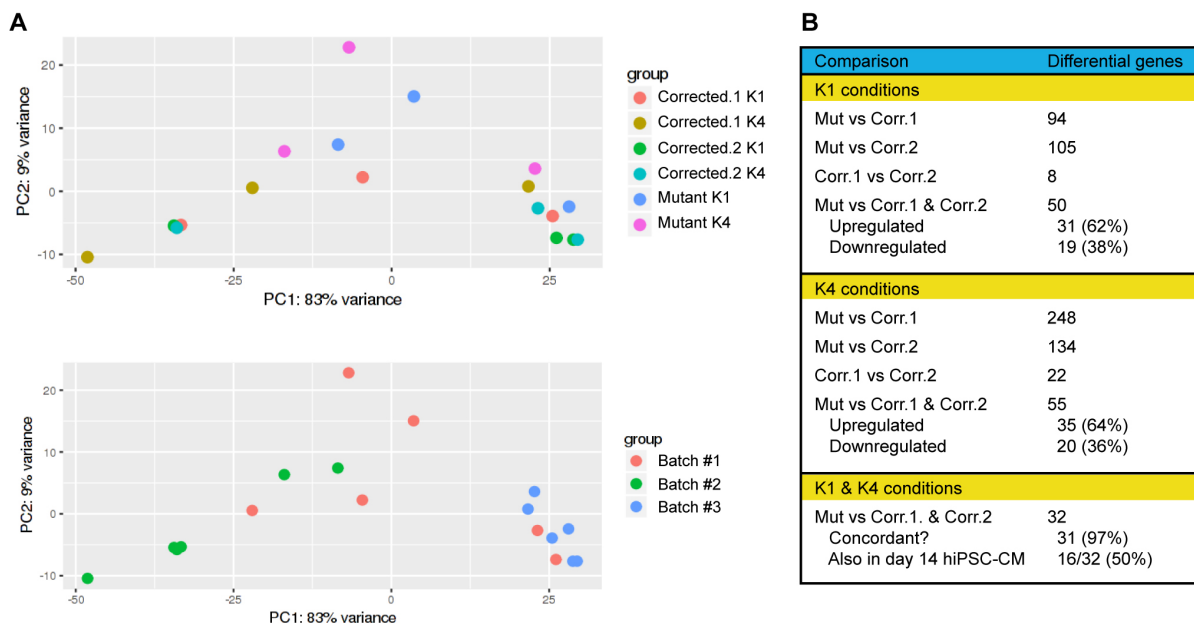 A
20
10
0
-10
-50
-25
0
25
PC2: 9% variance
PC1: 83% variance
group
Corrected.1 K1
Corrected.1 K4
Corrected.2 K1
Corrected.2 K4
Mutant K1
Mutant K4
20
10
0
-10
-50
-25
0
25
PC2: 9% variance
PC1: 83% variance
group
Batch #1
Batch #2
Batch #3
B
Comparison Differential genes
K1 conditions
Mut vs Corr.1 94
Mut vs Corr.2 105
Corr.1 vs Corr.2 8
Mut vs Corr.1 & Corr.2 50
Upregulated 31 (62%)
Downregulated 19 (38%)
K4 conditions
Mut vs Corr.1 248
Mut vs Corr.2 134
Corr.1 vs Corr.2 22
Mut vs Corr.1 & Corr.2 55
Upregulated 35 (64%)
Downregulated 20 (36%)
K1 & K4 conditions
Mut vs Corr.1. & Corr.2 32
Concordant? 31 (97%)
Also in day 14 hiPSC-CM 16/32 (50%)